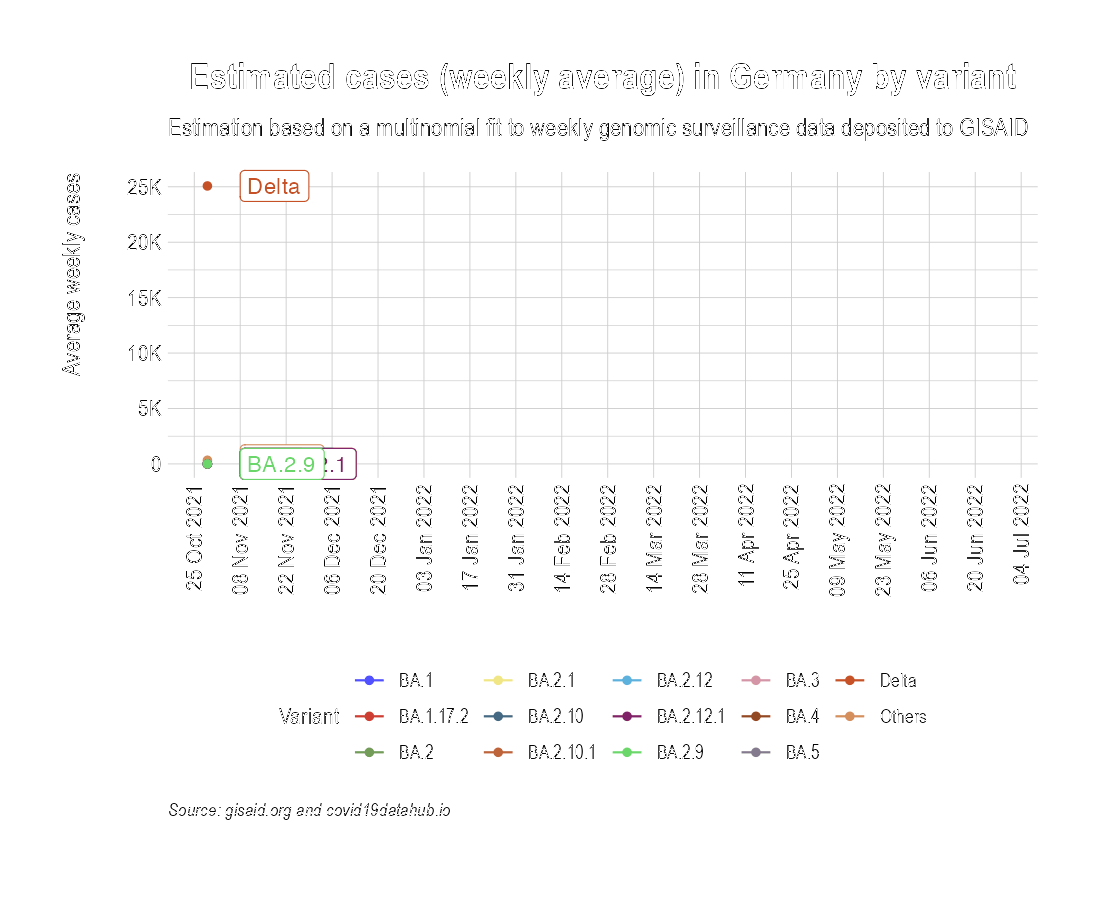 Estimated cases (weekly average) in Germany by variant
Estimation based on a multinomial fit to weekly genomic surveillance data deposited to GISAID
Average weekly cases
25K
20K
15K
10K
5K
0
Delta
BA.2.9
2.1
25 Oct 2021
08 Nov 2021
22 Nov 2021
06 Dec 2021
20 Dec 2021
03 Jan 2022
17 Jan 2022
31 Jan 2022
14 Feb 2022
28 Feb 2022
14 Mar 2022
28 Mar 2022
11 Apr 2022
25 Apr 2022
09 May 2022
23 May 2022
06 Jun 2022
20 Jun 2022
04 Jul 2022
Variant
BA.1
BA.1.17.2
BA.2
BA.2.1
BA.2.10
BA.2.10.1
BA.2.12
BA.2.12.1
BA.2.9
BA.3
BA.4
BA.5
Delta
Others
Source: gisaid.org and covid19datahub.io